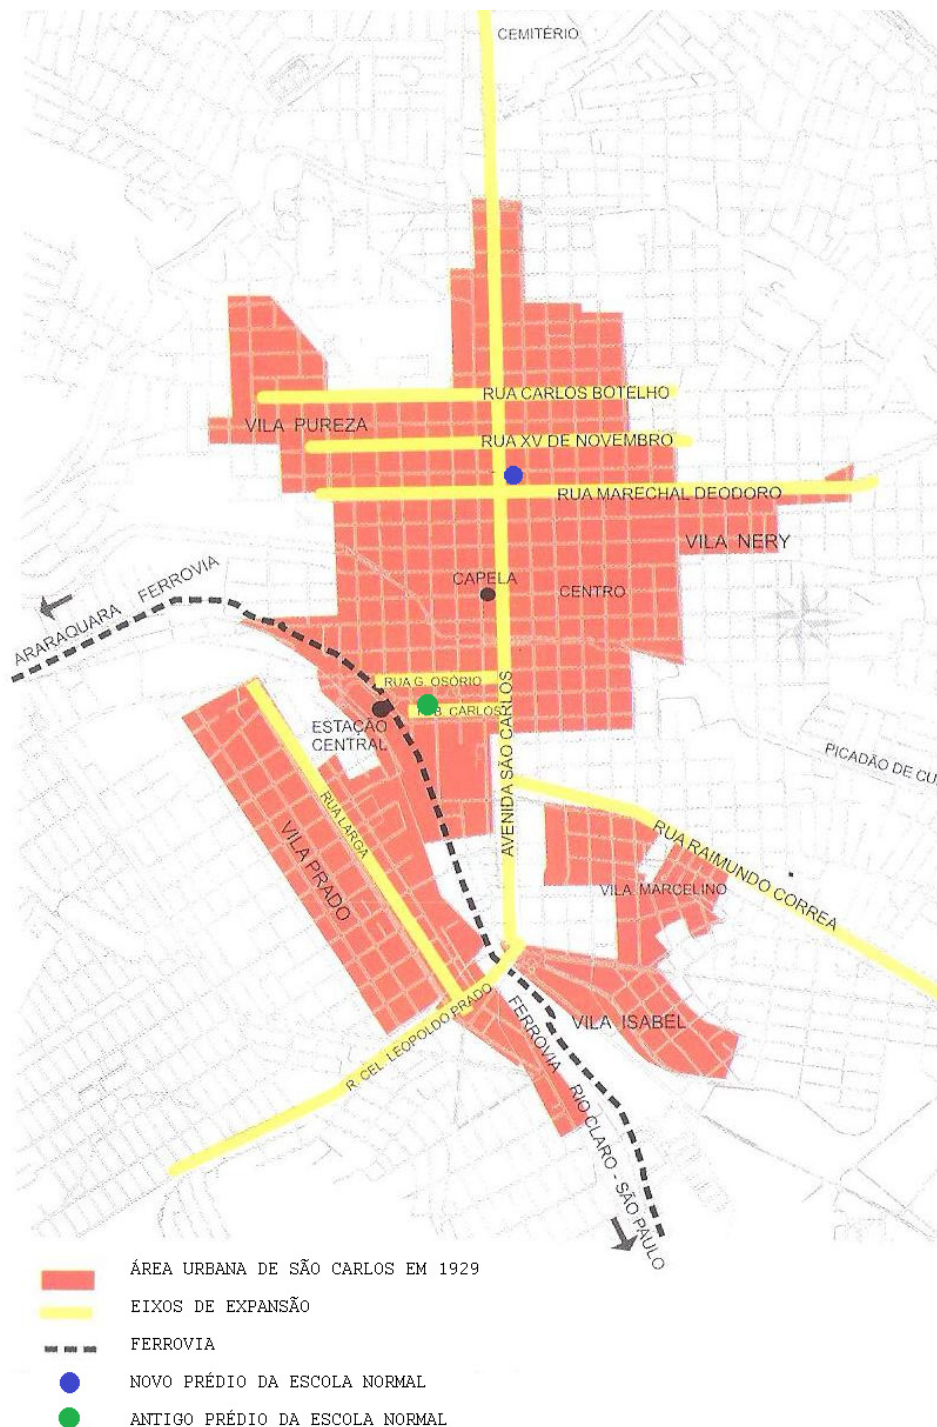 CEMITÉRIO
RUA CARLOS BOTELHO
VILA PUREZA
RUA XV DE NOVEMBRO
RUA MARECHAL DEODORO
VILA NERY
CAPELA
CENTRO
ARARAQUARA FERROVIA
RUA G. OSÓRIO
B. CARLOS
ESTAÇÃO
CENTRAL
AVENIDA SÃO CARLOS
PICADÃO DE CU
RUA LARGA
VILA PRADO
RUA RAIMUNDO CORREA
VILA MARCELINO
R. CEL. LEOPOLDO PRADO
VILA ISABEL
FERROVIA RIO CLARO - SÃO PAULO
ÁREA URBANA DE SÃO CARLOS EM 1929
EIXOS DE EXPANSÃO
FERROVIA
NOVO PRÉDIO DA ESCOLA NORMAL
ANTIGO PRÉDIO DA ESCOLA NORMAL